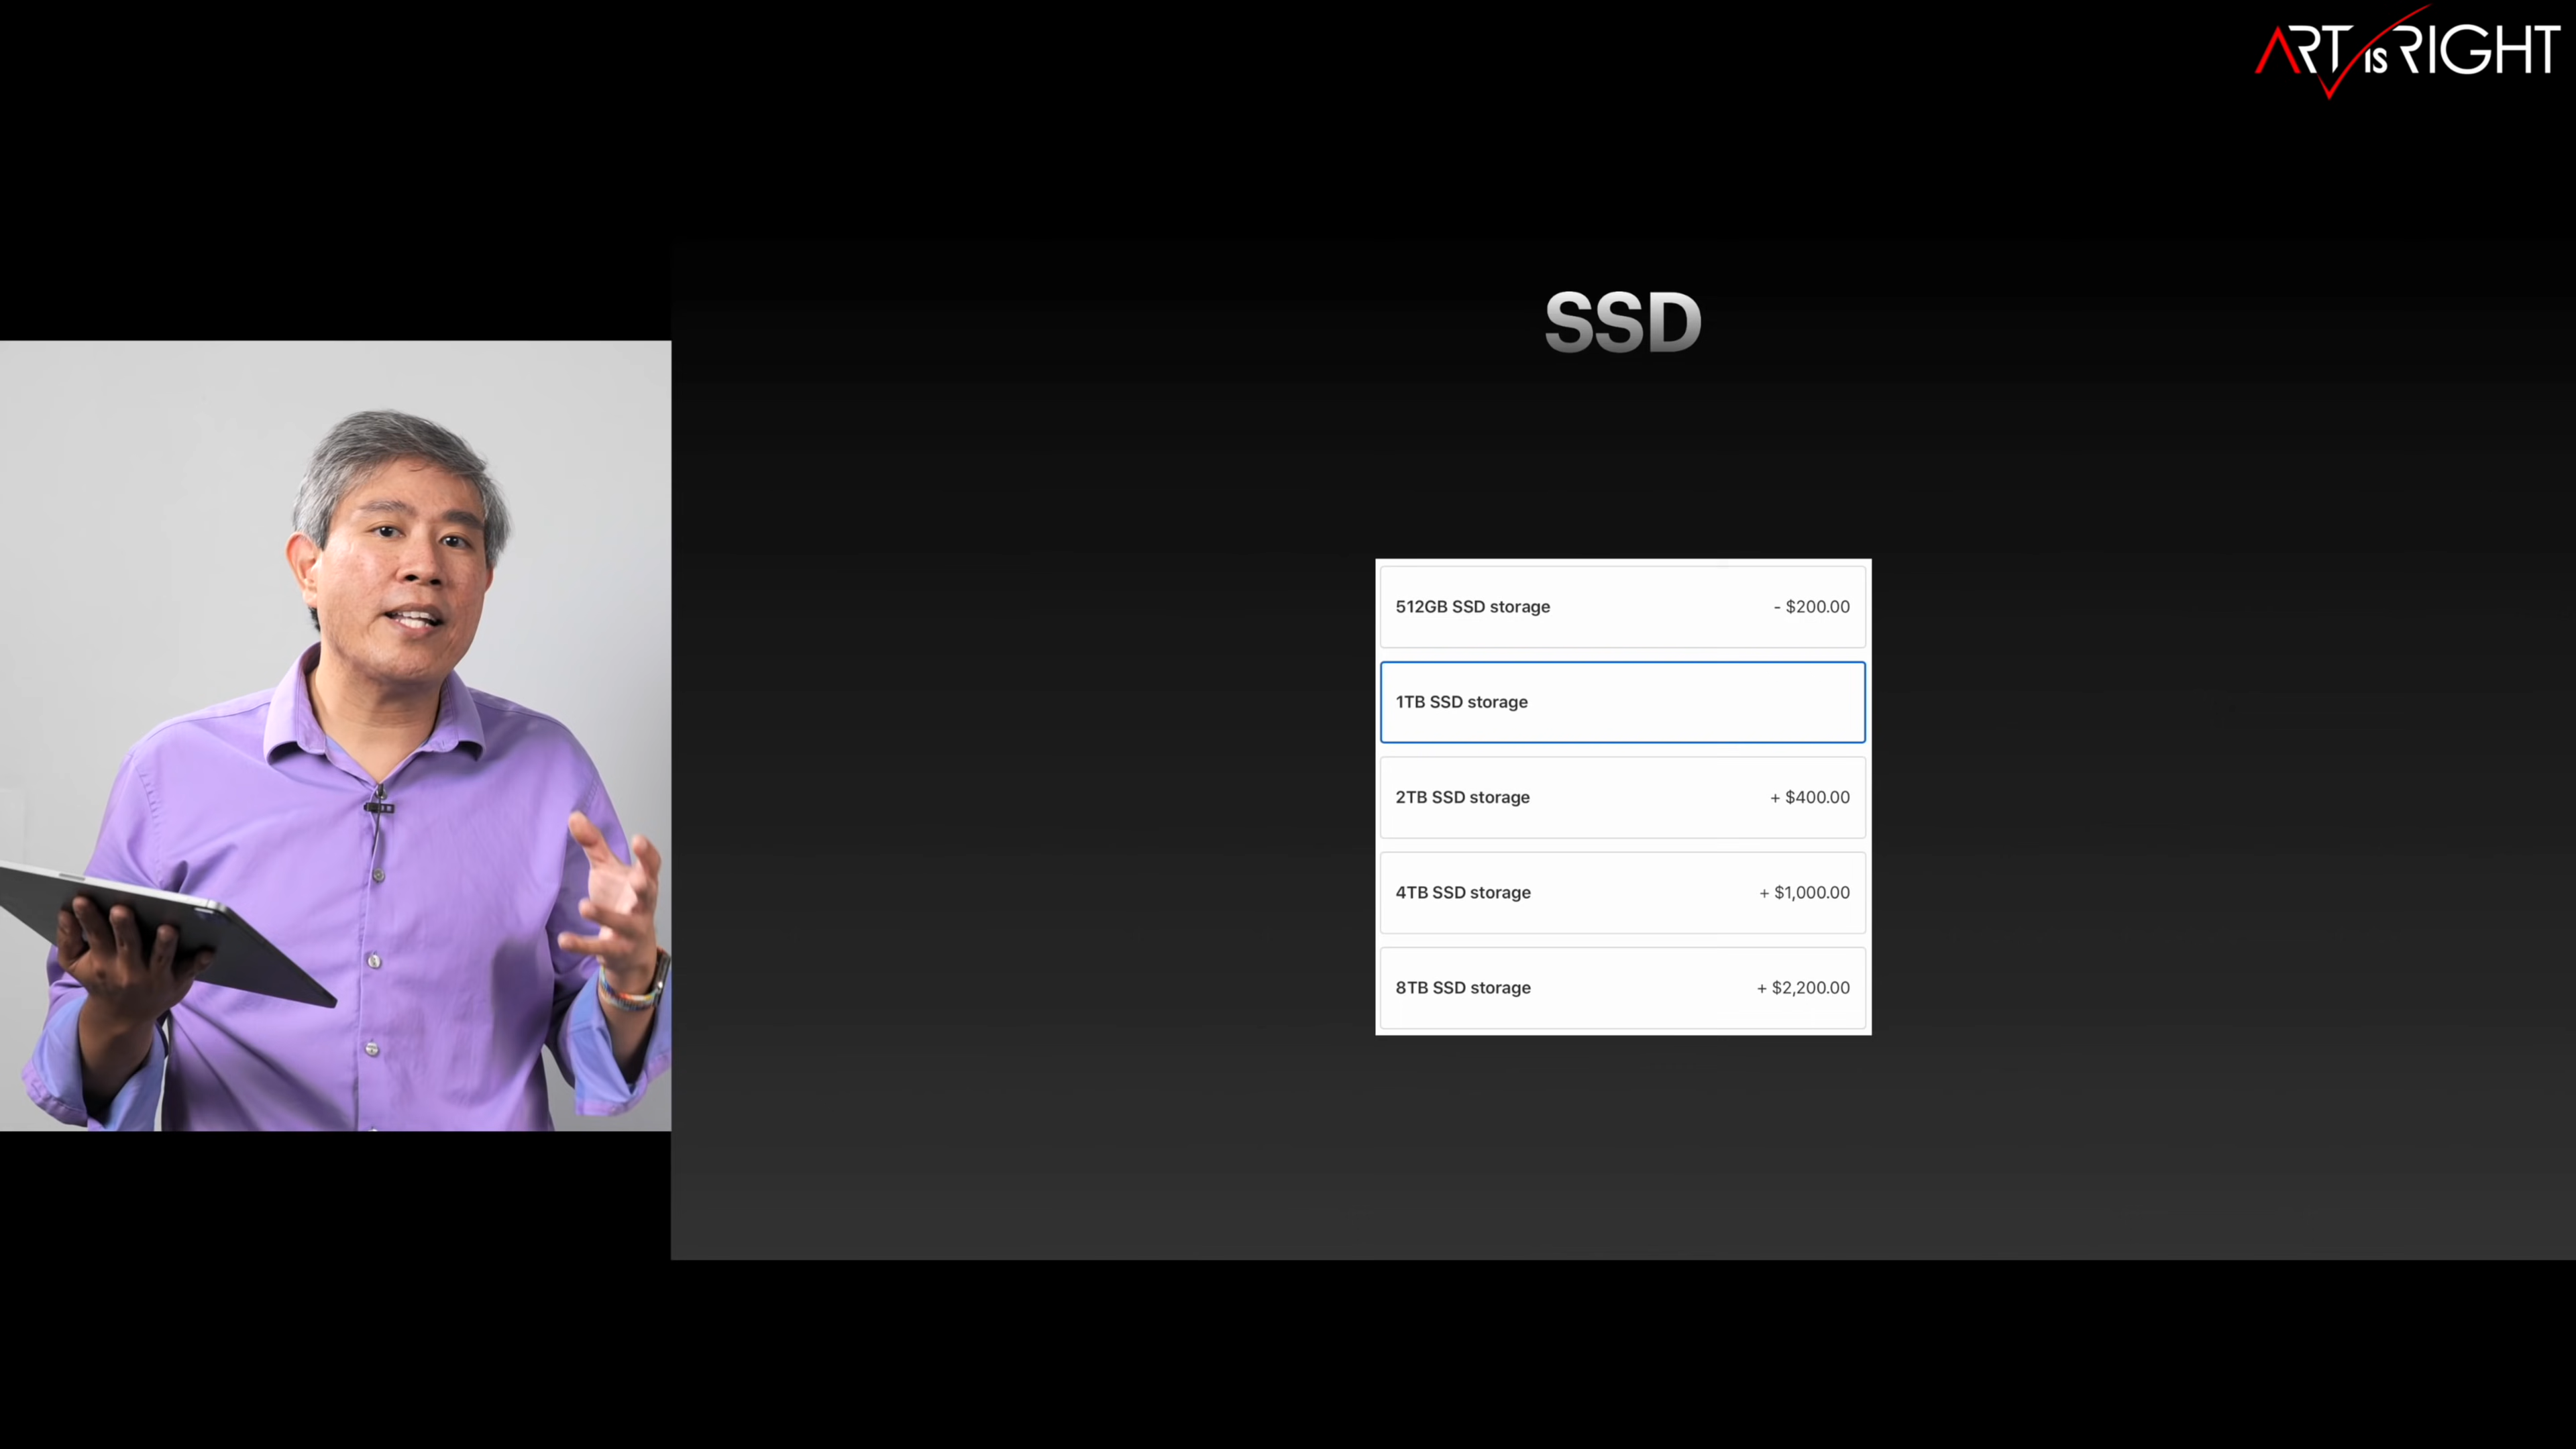 ART IS RIGHT
SSD
512GB SSD storage - $200.00
1TB SSD storage
2TB SSD storage + $400.00
4TB SSD storage + $1,000.00
8TB SSD storage + $2,200.00